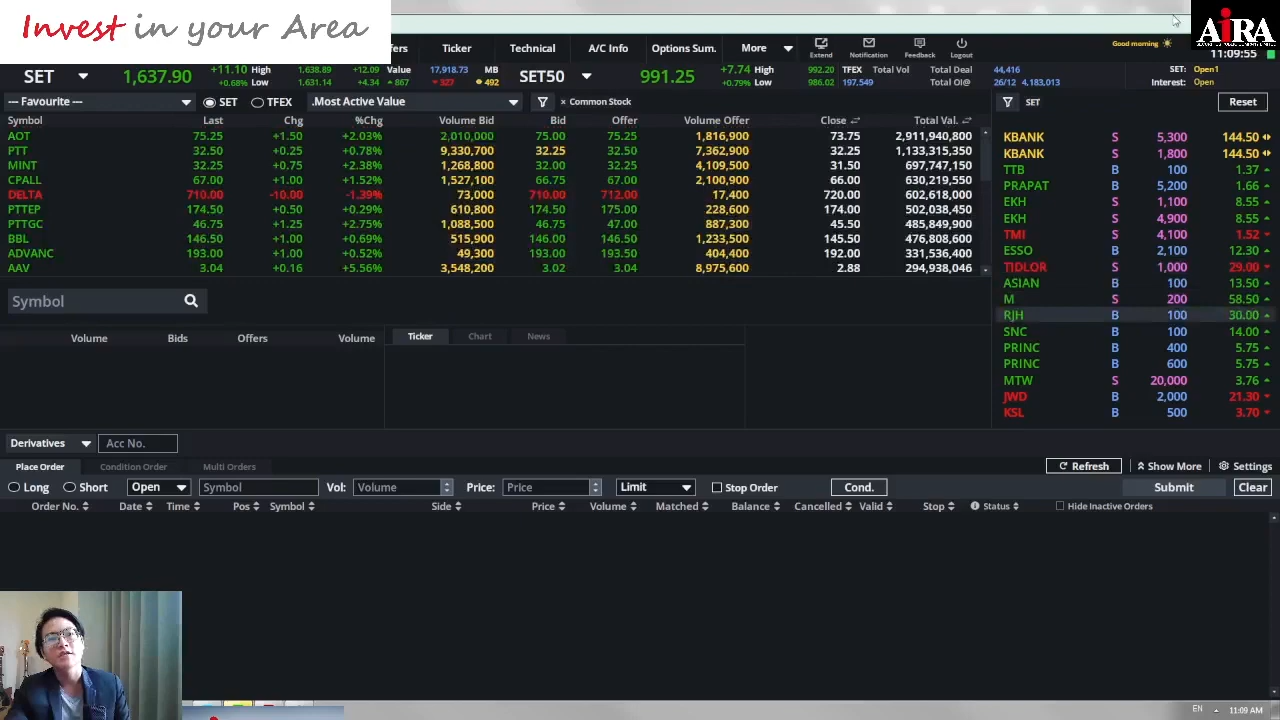 Invest in your Area
AiRA
fers Ticker Technical A/C Info Options Sum. More Extend Notification Feedback Logout Good morning 11:09:55
SET 1,637.90 +11.10 High 1,638.89 +12.09 Value 17,918.73 MB SET50 991.25 +7.74 High 992.20 TFEX Total Vol Total Deal 44,416 SET: Open1
+0.68% Low 1,631.14 +4.34 867 327 492 +0.79% Low 986.02 197,549 Total OI@ 26/12 4,183,013 Interest: Open
--- Favourite --- SET TFEX .Most Active Value × Common Stock SET Reset
Symbol Last Chg %Chg Volume Bid Bid Offer Volume Offer Close Total Val.
AOT 75.25 +1.50 +2.03% 2,010,000 75.00 75.25 1,816,900 73.75 2,911,940,800
PTT 32.50 +0.25 +0.78% 9,330,700 32.25 32.50 7,362,900 32.25 1,133,315,350
MINT 32.25 +0.75 +2.38% 1,268,800 32.00 32.25 4,109,500 31.50 697,747,150
CPALL 67.00 +1.00 +1.52% 1,527,100 66.75 67.00 2,100,900 66.00 630,219,550
DELTA 710.00 -10.00 -1.39% 73,000 710.00 712.00 17,400 720.00 602,618,000
PTTEP 174.50 +0.50 +0.29% 610,800 174.50 175.00 228,600 174.00 502,038,450
PTTGC 46.75 +1.25 +2.75% 1,088,500 46.75 47.00 887,300 45.50 485,849,900
BBL 146.50 +1.00 +0.69% 515,900 146.00 146.50 1,233,500 145.50 476,808,600
ADVANC 193.00 +1.00 +0.52% 49,300 193.00 193.50 404,400 192.00 331,536,400
AAV 3.04 +0.16 +5.56% 3,548,200 3.02 3.04 8,975,600 2.88 294,938,046
KBANK S 5,300 144.50
KBANK S 1,800 144.50
TTB B 100 1.37
PRAPAT B 5,200 1.66
EKH S 1,100 8.55
EKH S 4,900 8.55
TMI S 4,100 1.52
ESSO B 2,100 12.30
TIDLOR S 1,000 29.00
ASIAN B 100 13.50
M S 200 58.50
RJH B 100 30.00
SNC B 100 14.00
PRINC B 400 5.75
PRINC B 600 5.75
MTW S 20,000 3.76
JWD B 2,000 21.30
KSL B 500 3.70
Symbol
Volume Bids Offers Volume Ticker Chart News
Derivatives Acc No.
Place Order Condition Order Multi Orders Refresh Show More Settings
Long Short Open Symbol Vol: Volume Price: Price Limit Stop Order Cond. Submit Clear
Order No. Date Time Pos Symbol Side Price Volume Matched Balance Cancelled Valid Stop Status Hide Inactive Orders
EN 11:09 AM